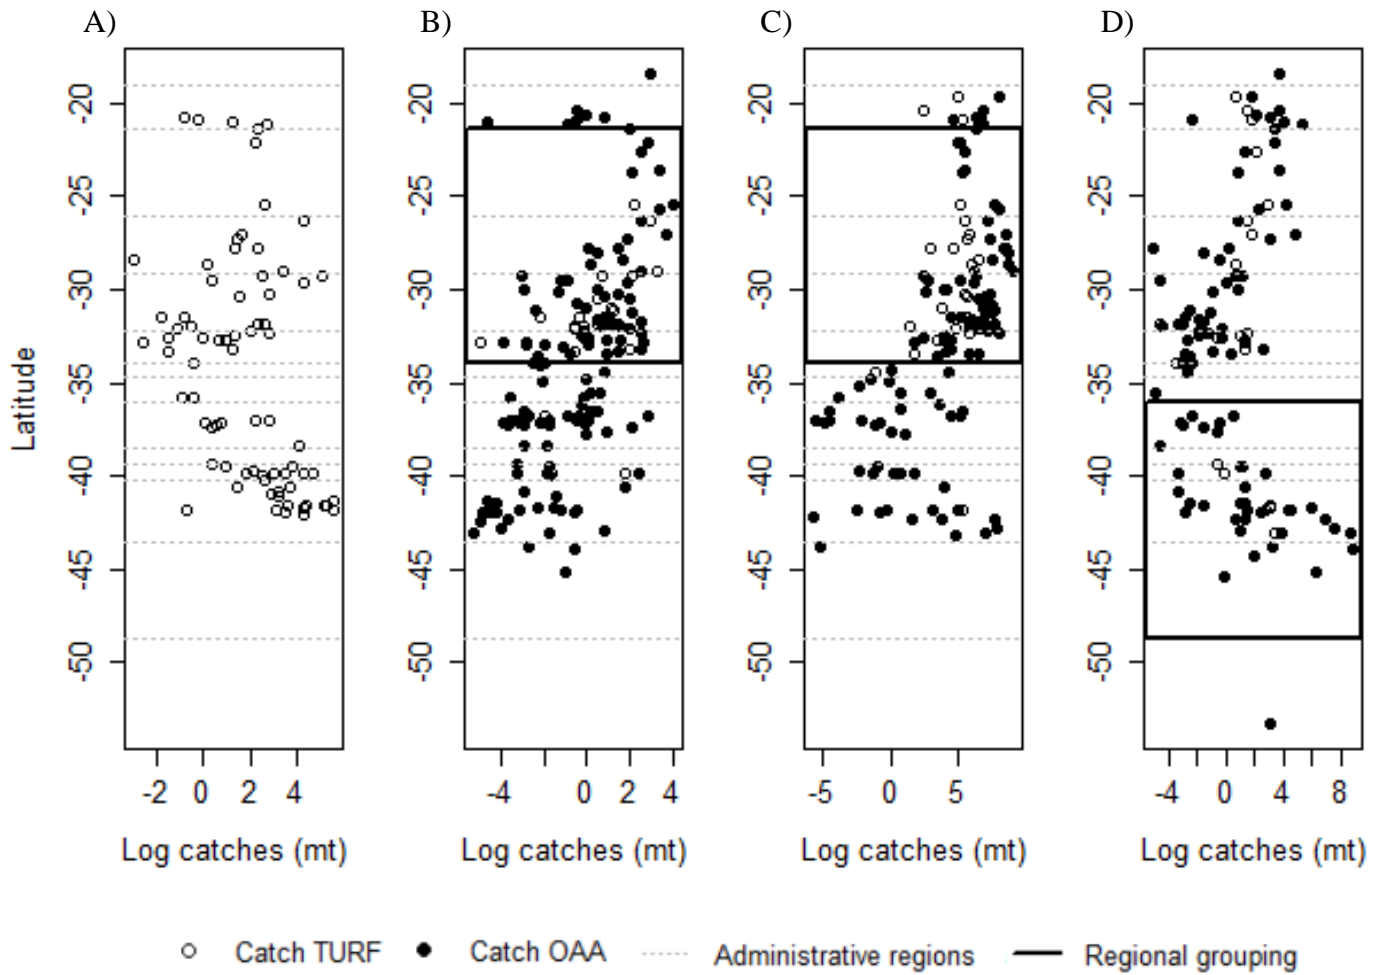 A) B) C) D)
Latitude
-20 -20 -20 -20
-25 -25 -25 -25
-30 -30 -30 -30
-35 -35 -35 -35
-40 -40 -40 -40
-45 -45 -45 -45
-50 -50 -50 -50
-2 0 2 4 -4 0 2 4 -5 0 5 -4 0 4 8
Log catches (mt) Log catches (mt) Log catches (mt) Log catches (mt)
Catch TURF Catch OAA Administrative regions Regional grouping